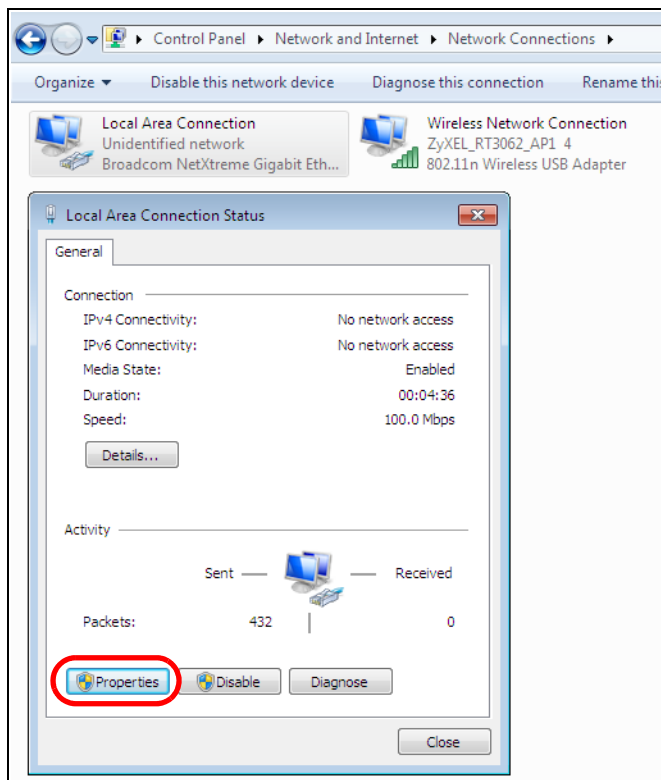 Control Panel Network and Internet Network Connections
Organize Disable this network device Diagnose this connection Rename this
Local Area Connection
Unidentified network
Broadcom NetXtreme Gigabit Eth...
Wireless Network Connection
ZyXEL_RT3062_AP1 4
802.11n Wireless USB Adapter
Local Area Connection Status
General
Connection
IPv4 Connectivity: No network access
IPv6 Connectivity: No network access
Media State: Enabled
Duration: 00:04:36
Speed: 100.0 Mbps
Details...
Activity
Sent Received
Packets: 432 0
Properties Disable Diagnose
Close